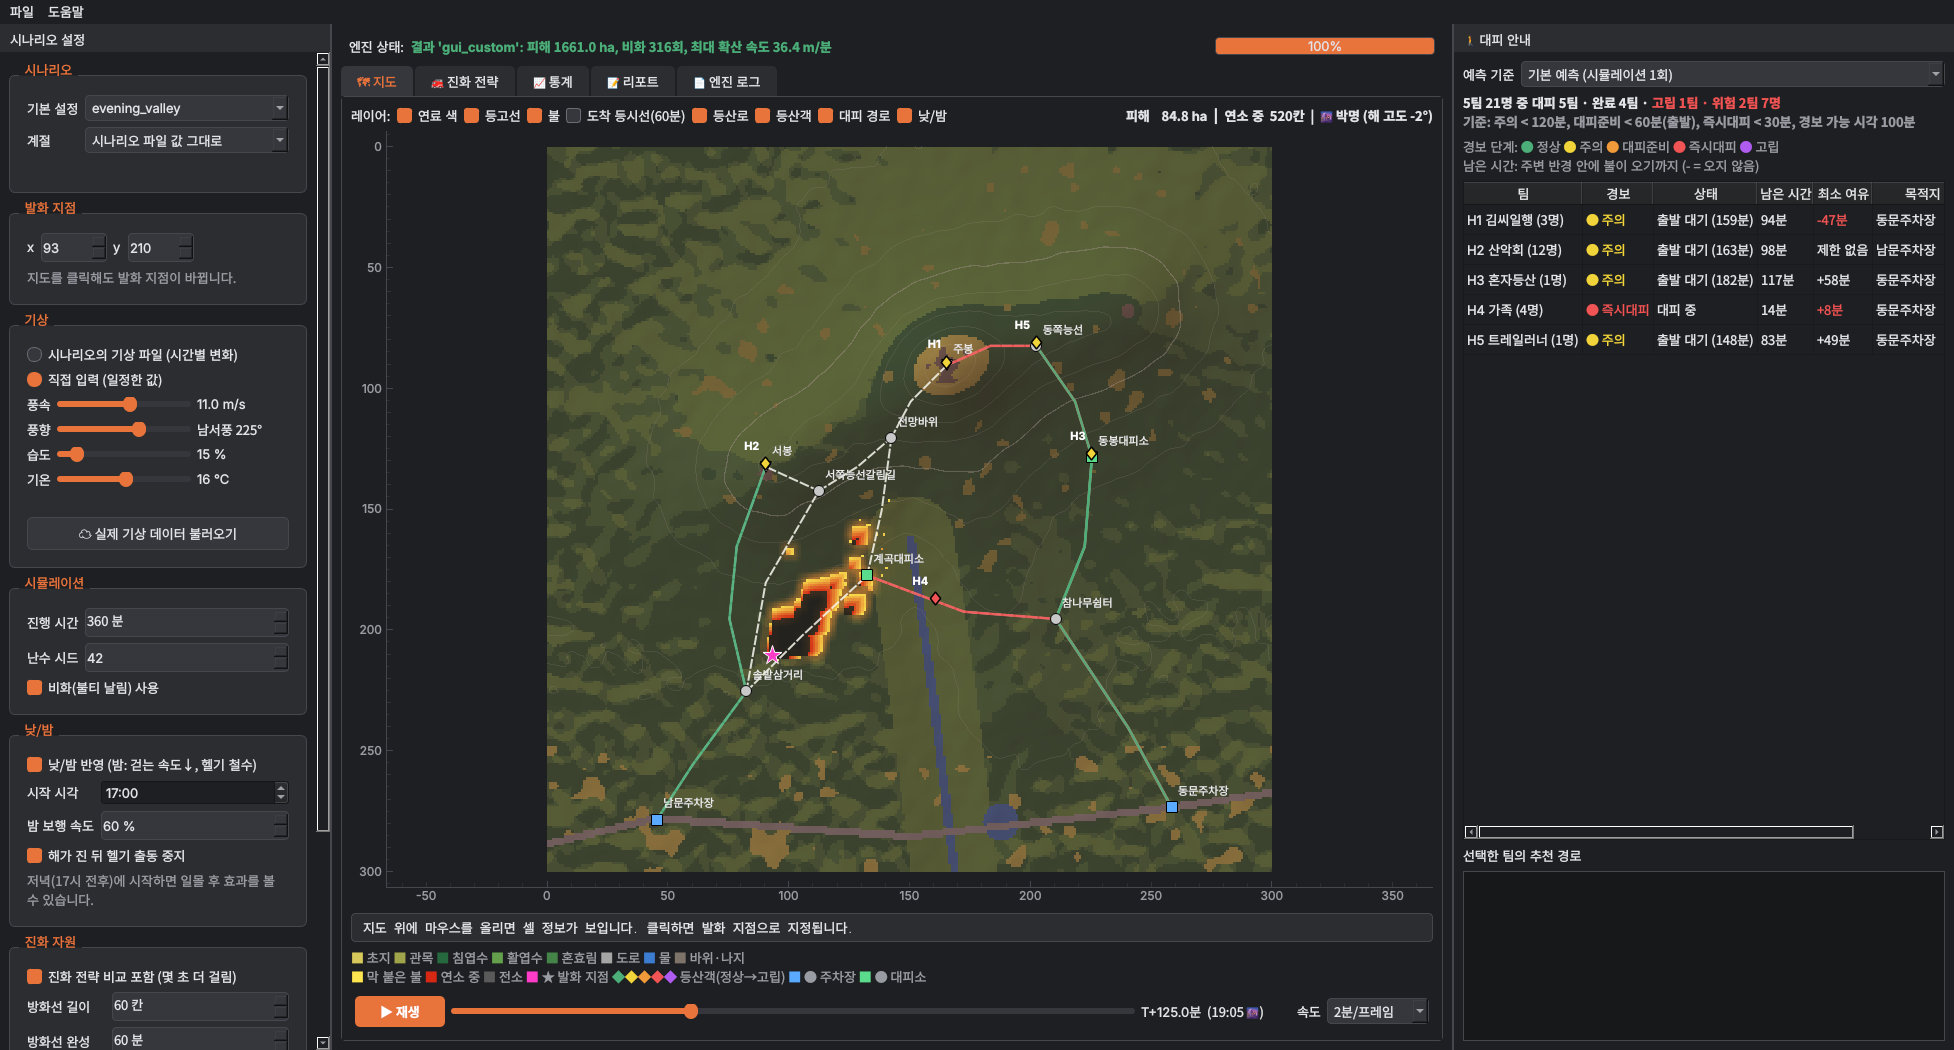 파일 도움말
시나리오 설정
시나리오
기본 설정 evening_valley
계절 시나리오 파일 값 그대로
발화 지점
x 93 y 210
지도를 클릭해도 발화 지점이 바뀝니다.
기상
시나리오의 기상 파일 (시간별 변화)
직접 입력 (일정한 값)
풍속 11.0 m/s
풍향 남서풍 225°
습도 15 %
기온 16 °C
실제 기상 데이터 불러오기
시뮬레이션
진행 시간 360 분
난수 시드 42
비화(불티 날림) 사용
낮/밤
낮/밤 반영 (밤: 걷는 속도↓, 헬기 철수)
시작 시각 17:00
밤 보행 속도 60 %
해가 진 뒤 헬기 출동 중지
저녁(17시 전후)에 시작하면 일몰 후 효과를 볼
수 있습니다.
진화 자원
진화 전략 비교 포함 (몇 초 더 걸림)
방화선 길이 60 칸
방화선 완성 60 분
엔진 상태: 결과 'gui_custom': 피해 1661.0 ha, 비화 316회, 최대 확산 속도 36.4 m/분
100%
지도 진화 전략 통계 리포트 엔진 로그
레이어: 연료 색 등고선 불 도착 등시선(60분) 등산로 등산객 대피 경로 낮/밤
피해 84.8 ha | 연소 중 520칸 | 박명 (해 고도 -2°)
0
50
100
150
200
250
300
-50 0 50 100 150 200 250 300 350
H5 동쪽능선
H1 주봉
전망바위
H2 서봉
H3 동봉대피소
서쪽능선갈림길
계곡대피소
H4
참나무쉼터
솔밭삼거리
남문주차장
동문주차장
지도 위에 마우스를 올리면 셀 정보가 보입니다. 클릭하면 발화 지점으로 지정됩니다.
초지 관목 침엽수 활엽수 혼효림 도로 물 바위·나지
막 붙은 불 연소 중 전소 ★ 발화 지점 등산객(정상→고립) 주차장 대피소
▶ 재생
T+125.0분 (19:05)
속도 2분/프레임
대피 안내
예측 기준 기본 예측 (시뮬레이션 1회)
5팀 21명 중 대피 5팀 · 완료 4팀 · 고립 1팀 · 위험 2팀 7명
기준: 주의 < 120분, 대피준비 < 60분(출발), 즉시대피 < 30분, 경보 가능 시각 100분
경보 단계: 정상 주의 대피준비 즉시대피 고립
남은 시간: 주변 반경 안에 불이 오기까지 (- = 오지 않음)
팀 경보 상태 남은 시간 최소 여유 목적지
H1 김씨일행 (3명) 주의 출발 대기 (159분) 94분 -47분 동문주차장
H2 산악회 (12명) 주의 출발 대기 (163분) 98분 제한 없음 남문주차장
H3 혼자등산 (1명) 주의 출발 대기 (182분) 117분 +58분 동문주차장
H4 가족 (4명) 즉시대피 대피 중 14분 +8분 동문주차장
H5 트레일러너 (1명) 주의 출발 대기 (148분) 83분 +49분 동문주차장
선택한 팀의 추천 경로